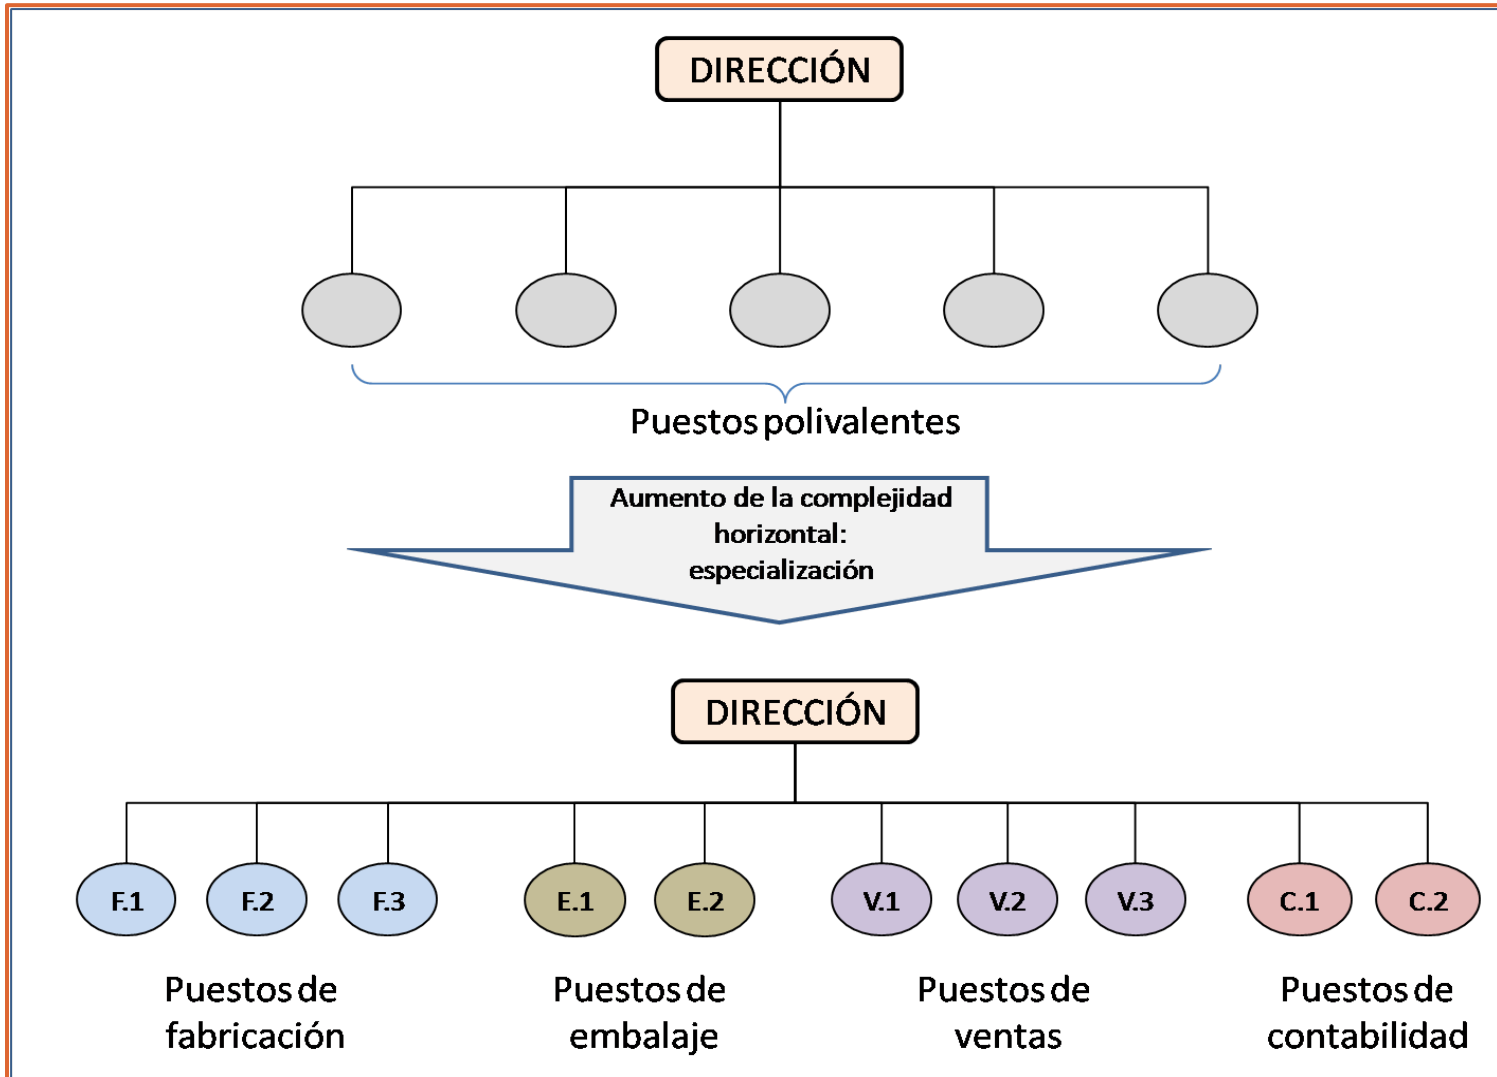 DIRECCIÓN
Puestos polivalentes
Aumento de la complejidad
horizontal:
especialización
DIRECCIÓN
F.1 F.2 F.3 E.1 E.2 V.1 V.2 V.3 C.1 C.2
Puestos de
fabricación
Puestos de
embalaje
Puestos de
ventas
Puestos de
contabilidad